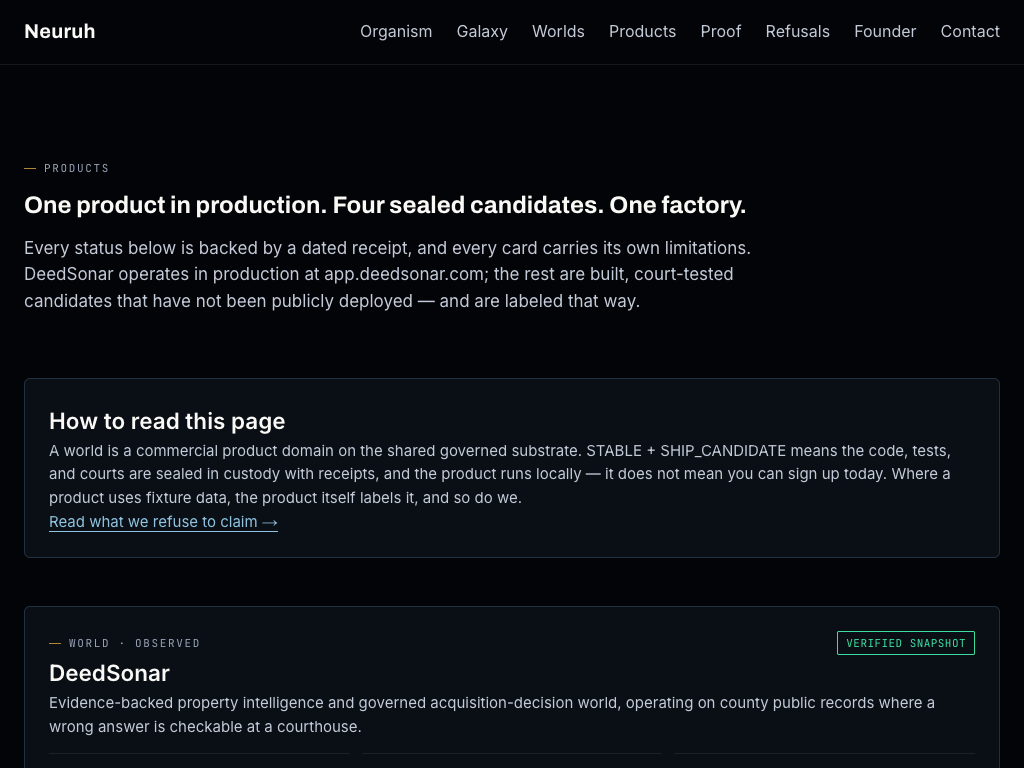 Neuruh
Organism Galaxy Worlds Products Proof Refusals Founder Contact
— PRODUCTS
One product in production. Four sealed candidates. One factory.
Every status below is backed by a dated receipt, and every card carries its own limitations.
DeedSonar operates in production at app.deedsonar.com; the rest are built, court-tested
candidates that have not been publicly deployed — and are labeled that way.
How to read this page
A world is a commercial product domain on the shared governed substrate. STABLE + SHIP_CANDIDATE means the code, tests,
and courts are sealed in custody with receipts, and the product runs locally — it does not mean you can sign up today. Where a
product uses fixture data, the product itself labels it, and so do we.
Read what we refuse to claim →
— WORLD · OBSERVED
VERIFIED SNAPSHOT
DeedSonar
Evidence-backed property intelligence and governed acquisition-decision world, operating on county public records where a
wrong answer is checkable at a courthouse.